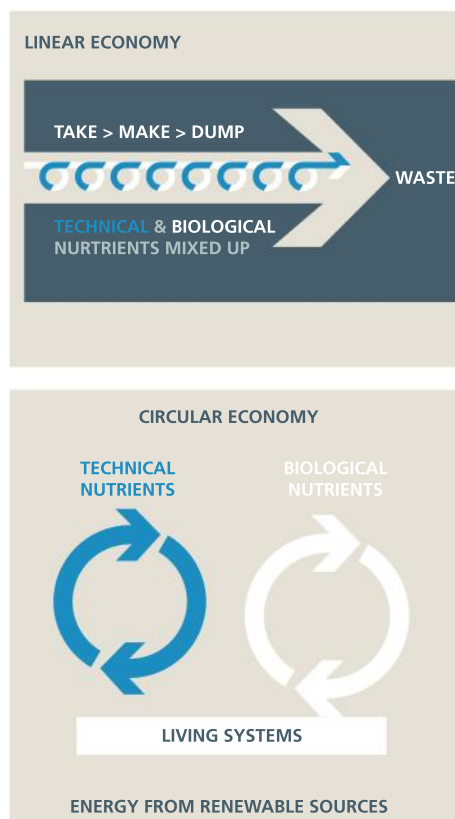 LINEAR ECONOMY
TAKE > MAKE > DUMP
WASTE
TECHNICAL & BIOLOGICAL
NURTRIENTS MIXED UP
CIRCULAR ECONOMY
TECHNICAL
NUTRIENTS
BIOLOGICAL
NUTRIENTS
LIVING SYSTEMS
ENERGY FROM RENEWABLE SOURCES